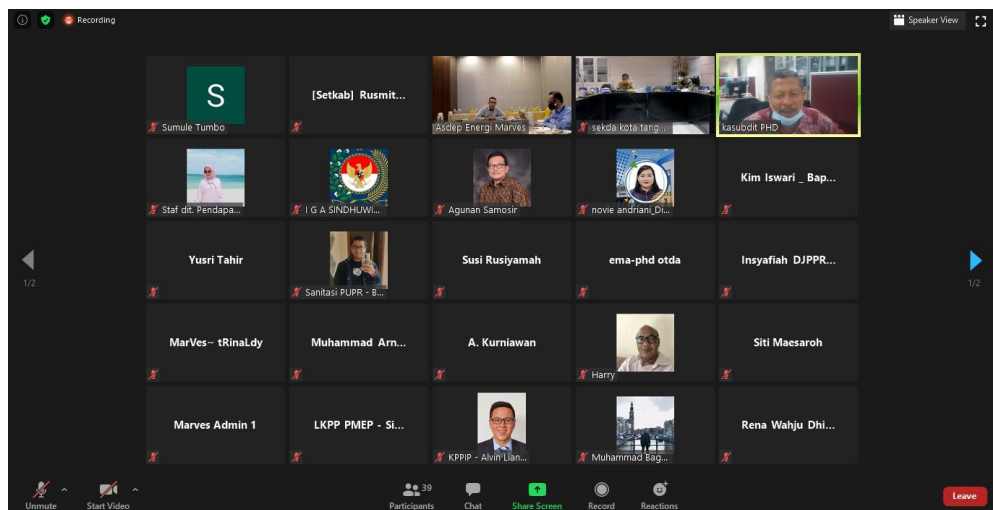 Recording
Speaker View
S
Sumule Tumbo
[Setkab] Rusmit...
Asdep Energi Marves
sekda kota tang...
kasubdit PHD
Staf dit. Pendapa...
I G A SINDHUWI...
Agunan Samosir
novie andriani_Di...
Kim Iswari _ Bap...
Yusri Tahir
Sanitasi PUPR - B...
Susi Rusiyamah
ema-phd otda
Insyafiah DJPPR...
1/2
1/2
MarVes~ tRinaLdy
Muhammad Arn...
A. Kurniawan
Harry
Siti Maesaroh
Marves Admin 1
LKPP PMEP - Si...
KPPIP - Alvin Lian...
Muhammad Bag...
Rena Wahju Dhi...
Unmute
Start Video
39
Participants
Chat
Share Screen
Record
Reactions
Leave